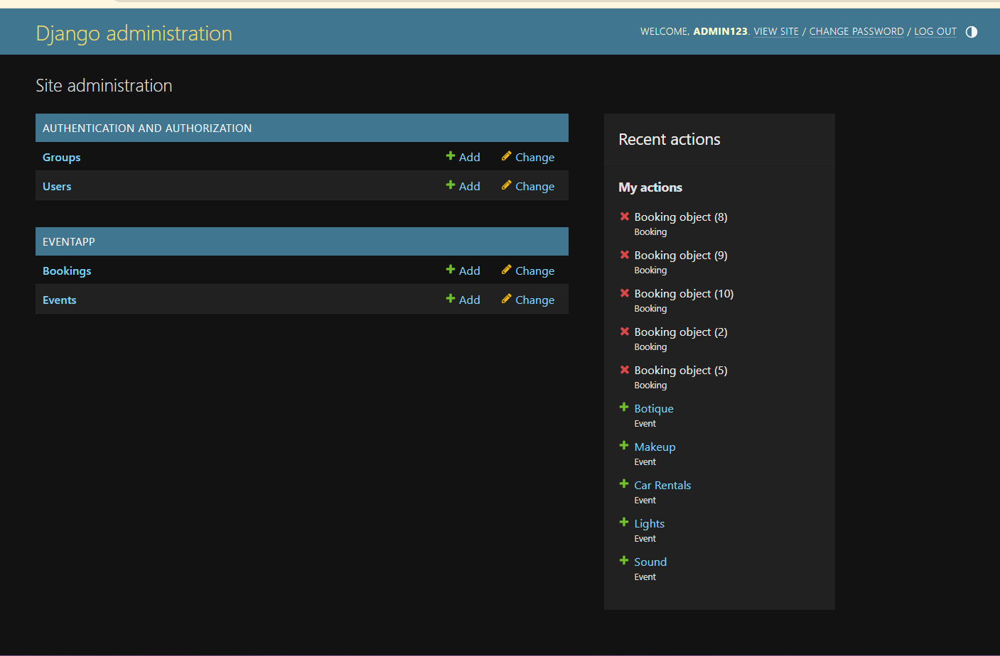 Django administration
WELCOME, ADMIN123. VIEW SITE / CHANGE PASSWORD / LOG OUT
Site administration
AUTHENTICATION AND AUTHORIZATION
Groups Add Change
Users Add Change
EVENTAPP
Bookings Add Change
Events Add Change
Recent actions
My actions
Booking object (8)
Booking
Booking object (9)
Booking
Booking object (10)
Booking
Booking object (2)
Booking
Booking object (5)
Booking
Botique
Event
Makeup
Event
Car Rentals
Event
Lights
Event
Sound
Event